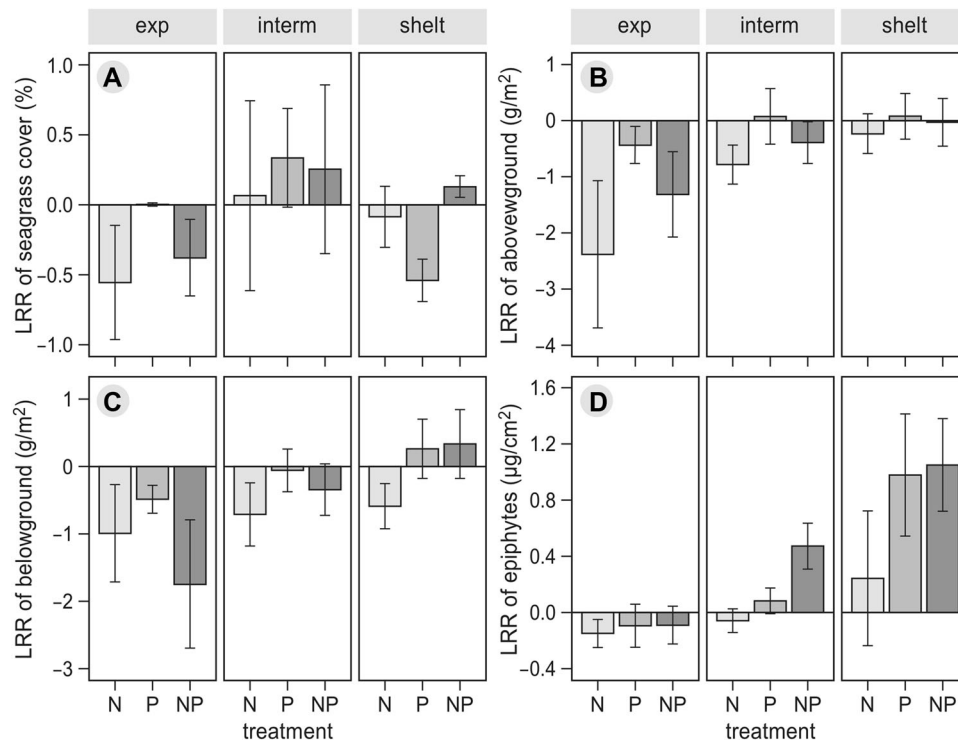 exp interm shelt exp interm shelt
A B
LRR of seagrass cover (%)
1.0
0.5
0.0
−0.5
−1.0
LRR of abovewground (g/m²)
1
0
−1
−2
−3
−4
C D
LRR of belowground (g/m²)
1
0
−1
−2
−3
LRR of epiphytes (µg/cm²)
1.6
1.2
0.8
0.4
0.0
−0.4
N P NP N P NP N P NP N P NP N P NP N P NP
treatment treatment